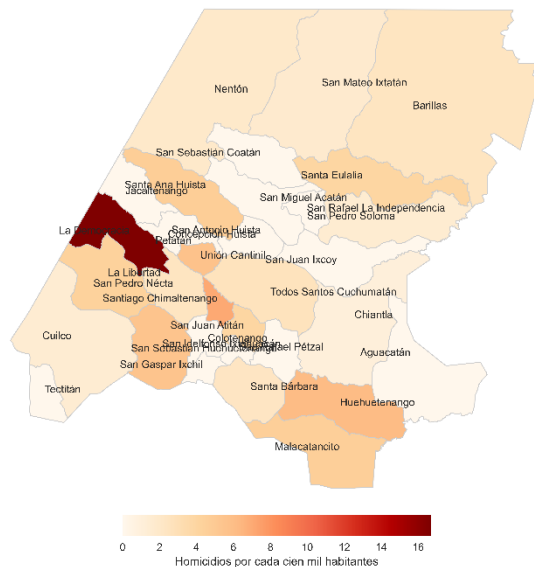 San Mateo Ixtatán
Nentón
Barillas
San Sebastián Coatán
Santa Eulalia
Santa Ana Huista
Jacaltenango
San Miguel Acatán
San Rafael La Independencia
San Pedro Soloma
San Antonio Huista
Concepción Huista
Petatán
Unión Cantinil
San Juan Ixcoy
La Libertad
San Pedro Nécta
Todos Santos Cuchumatán
Santiago Chimaltenango
Chiantla
San Juan Atitán
Cuilco
Colotenango
Aguacatán
San Gaspar Ixchil
Tectitán
Santa Bárbara
Huehuetenango
Malacatancito
0 2 4 6 8 10 12 14 16
Homicidios por cada cien mil habitantes